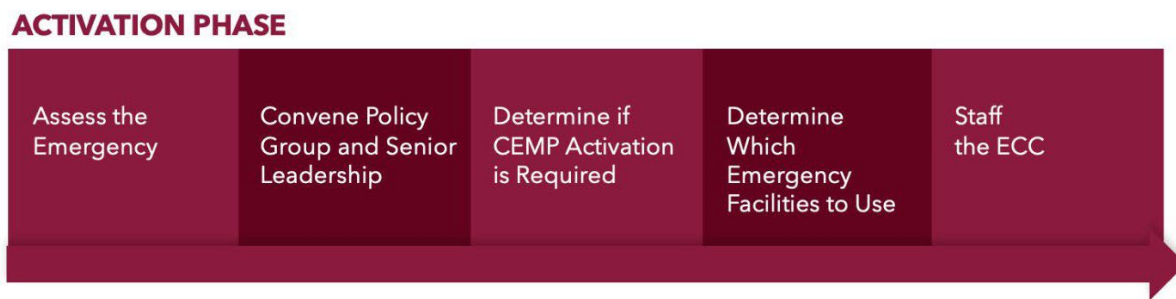 ACTIVATION PHASE
Assess the
Emergency
Convene Policy
Group and Senior
Leadership
Determine if
CEMP Activation
is Required
Determine
Which
Emergency
Facilities to Use
Staff
the ECC